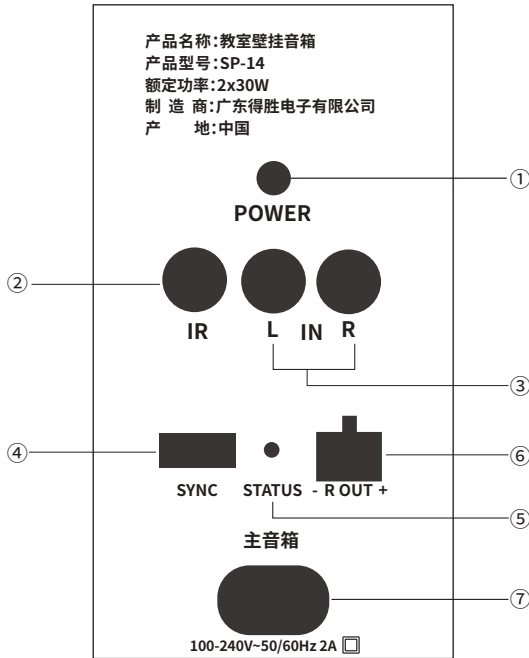 产品名称:教室壁挂音箱
产品型号:SP-14
额定功率:2x30W
制 造 商:广东得胜电子有限公司
产 地:中国
①
POWER
②
IR L IN R
③
④
⑥
SYNC STATUS - R OUT +
⑤
主音箱
⑦
100-240V~50/60Hz 2A